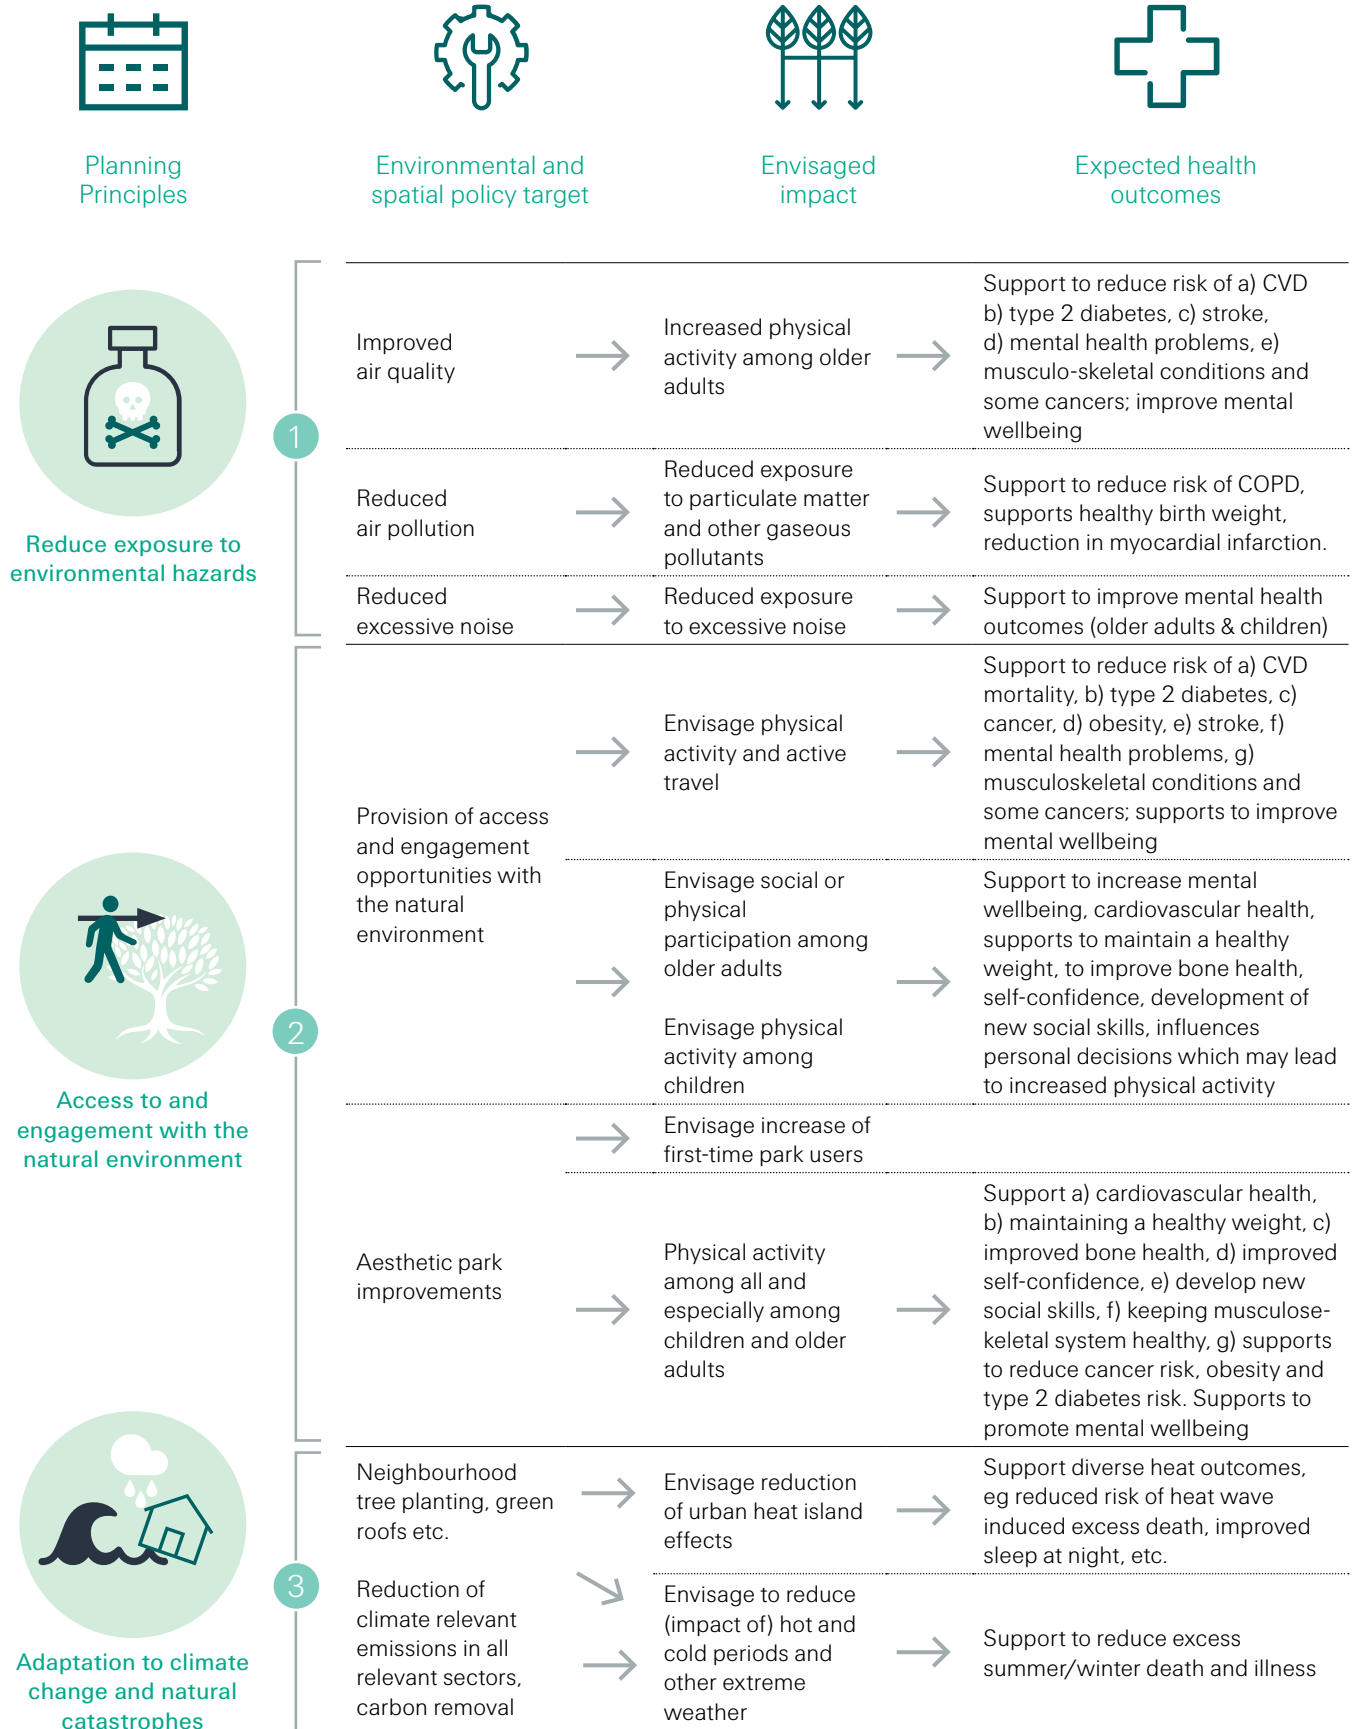 Planning
Principles
Environmental and
spatial policy target
Envisaged
impact
Expected health
outcomes
1
Reduce exposure to
environmental hazards
Improved
air quality
Increased physical
activity among older
adults
Support to reduce risk of a) CVD
b) type 2 diabetes, c) stroke,
d) mental health problems, e)
musculo-skeletal conditions and
some cancers; improve mental
wellbeing
Reduced
air pollution
Reduced exposure
to particulate matter
and other gaseous
pollutants
Support to reduce risk of COPD,
supports healthy birth weight,
reduction in myocardial infarction.
Reduced
excessive noise
Reduced exposure
to excessive noise
Support to improve mental health
outcomes (older adults & children)
2
Access to and
engagement with the
natural environment
Provision of access
and engagement
opportunities with
the natural
environment
Envisage physical
activity and active
travel
Support to reduce risk of a) CVD
mortality, b) type 2 diabetes, c)
cancer, d) obesity, e) stroke, f)
mental health problems, g)
musculoskeletal conditions and
some cancers; supports to improve
mental wellbeing
Envisage social or
physical
participation among
older adults
Envisage physical
activity among
children
Support to increase mental
wellbeing, cardiovascular health,
supports to maintain a healthy
weight, to improve bone health,
self-confidence, development of
new social skills, influences
personal decisions which may lead
to increased physical activity
Aesthetic park
improvements
Envisage increase of
first-time park users
Physical activity
among all and
especially among
children and older
adults
Support a) cardiovascular health,
b) maintaining a healthy weight, c)
improved bone health, d) improved
self-confidence, e) develop new
social skills, f) keeping musculose-
keletal system healthy, g) supports
to reduce cancer risk, obesity and
type 2 diabetes risk. Supports to
promote mental wellbeing
3
Adaptation to climate
change and natural
catastrophes
Neighbourhood
tree planting, green
roofs etc.
Envisage reduction
of urban heat island
effects
Support diverse heat outcomes,
eg reduced risk of heat wave
induced excess death, improved
sleep at night, etc.
Reduction of
climate relevant
emissions in all
relevant sectors,
carbon removal
Envisage to reduce
(impact of) hot and
cold periods and
other extreme
weather
Support to reduce excess
summer/winter death and illness